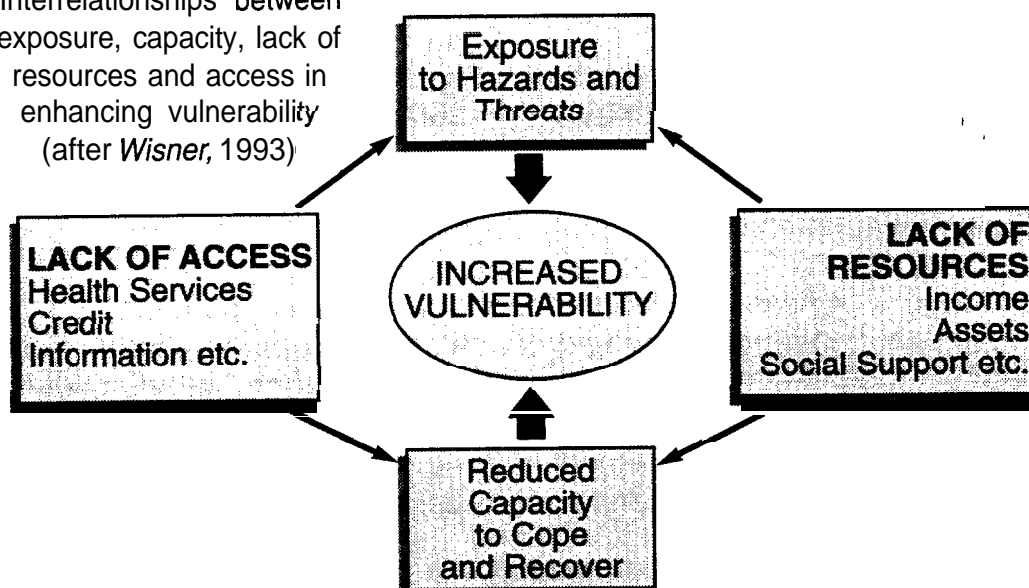 interrelationships between
exposure, capacity, lack of
resources and access in
enhancing vulnerability
(after Wisner, 1993)
Exposure
to Hazards and
Threats
LACK OF ACCESS
Health Services
Credit
Information etc.
INCREASED
VULNERABILITY
LACK OF
RESOURCES
Income
Assets
Social Support etc.
Reduced
Capacity
to Cope
and Recover